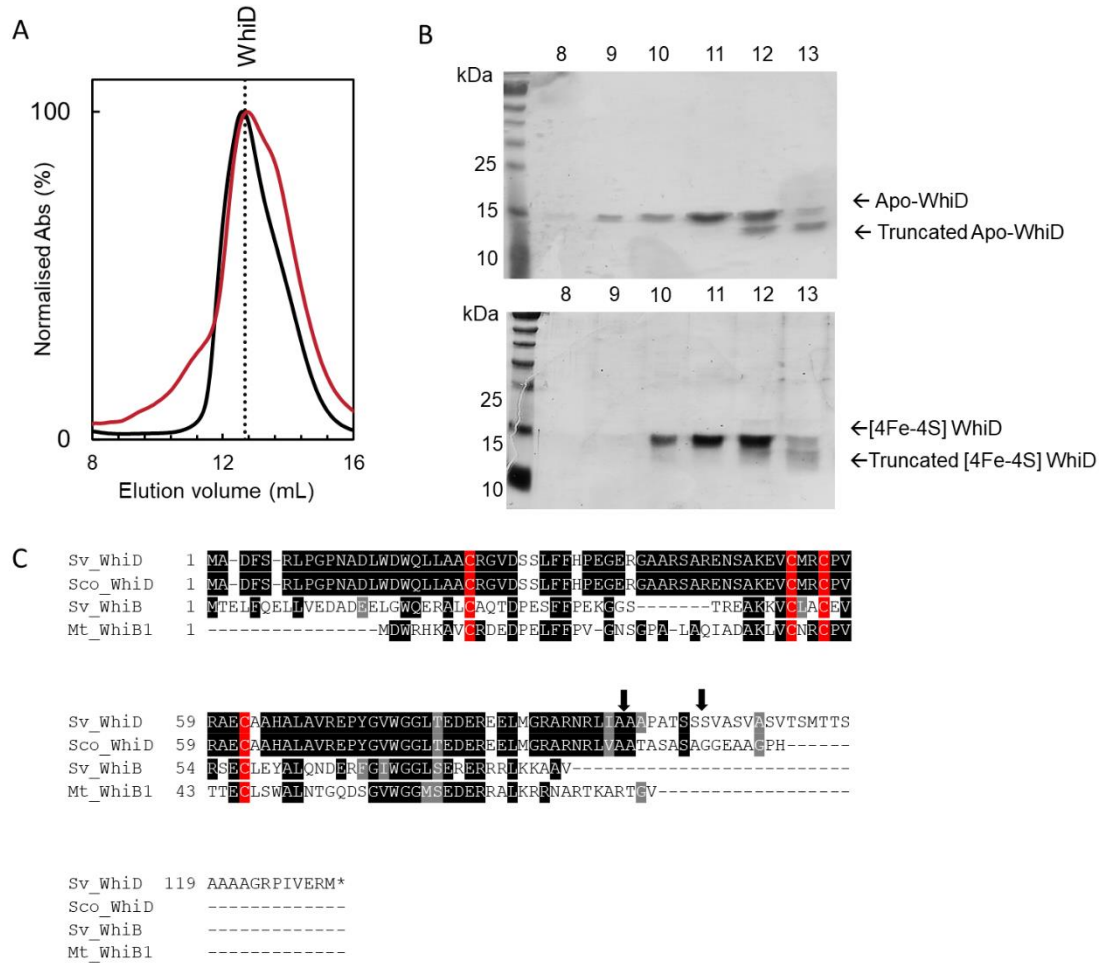 A
WhiD
100
0
Normalised Abs (%)
8 12 16
Elution volume (mL)
B
8 9 10 11 12 13
kDa
25
15
10
← Apo-WhiD
← Truncated Apo-WhiD
8 9 10 11 12 13
kDa
25
15
10
←[4Fe-4S] WhiD
←Truncated [4Fe-4S] WhiD
C
Sv_WhiD 1 MA-DFS-RLPGPNADLWDWQLLAACRGVDSSLFFHPEGERGAARSARENSAKEVCMRCPV
Sco_WhiD 1 MA-DFS-RLPGPNADLWDWQLLAACRGVDSSLFFHPEGERGAARSARENSAKEVCMRCPV
Sv_WhiB 1 MTELFQELLVEDADEELGWQERALCAQTDPESFFPEKGGS-------TREAKKVCLACEV
Mt_WhiB1 1 ----------------MDWRHKAVCRDEDPELFFPV-GNSGPA-LAQIADAKLVCNRCPV
Sv_WhiD 59 RAECAAHALAVREPYGVWGGLTEDEREELMGRARNRLIAAAPATSSSVASVASVTSMTTS
Sco_WhiD 59 RAECAAHALAVREPYGVWGGLTEDEREELMGRARNRLVAATASASAGGEAAGPH------
Sv_WhiB 54 RSECLEYALQNDERFGIWGGLSERERRRLKKAAV--------------------------
Mt_WhiB1 43 TTECLSWALNTGQDSGVWGGMSEDERRALKRRNARTKARTGV------------------
Sv_WhiD 119 AAAAGRPIVERM*
Sco_WhiD -------------
Sv_WhiB -------------
Mt_WhiB1 -------------